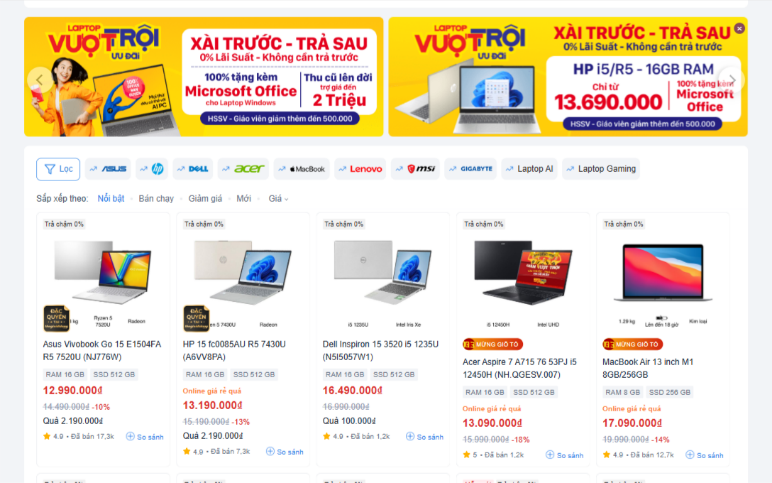 LAPTOP
VƯỢT TRỘI
ƯU ĐÃI
XÀI TRƯỚC - TRẢ SAU
0% Lãi Suất - Không cần trả trước
100% tặng kèm
Microsoft Office
cho Laptop Windows
Thu cũ lên đời
trợ giá đến
2 Triệu
HSSV - Giáo viên giảm thêm đến 500.000
LAPTOP
VƯỢT TRỘI
ƯU ĐÃI
XÀI TRƯỚC - TRẢ SAU
0% Lãi Suất - Không cần trả trước
HP i5/R5 - 16GB RAM
Chỉ từ
13.690.000
100% tặng kèm
Microsoft
Office
HSSV - Giáo viên giảm thêm đến 500.000
Lọc
ASUS
hp
DELL
acer
MacBook
Lenovo
msi
GIGABYTE
Laptop AI
Laptop Gaming
Sắp xếp theo: Nổi bật · Bán chạy · Giảm giá · Mới · Giá
Trả chậm 0%
ĐẶC
QUYỀN
Ryzen 5
7520U
Radeon
Asus Vivobook Go 15 E1504FA
R5 7520U (NJ776W)
RAM 16 GB SSD 512 GB
12.990.000₫
14.490.000₫ -10%
Quà 2.190.000₫
4.9 • Đã bán 17,3k
So sánh
Trả chậm 0%
ĐẶC
QUYỀN
5 7430U
Radeon
HP 15 fc0085AU R5 7430U
(A6VV8PA)
RAM 16 GB SSD 512 GB
Online giá rẻ quá
13.190.000₫
15.190.000₫ -13%
Quà 2.190.000₫
4.9 • Đã bán 7,3k
So sánh
Trả chậm 0%
i5 1235U
Intel Iris Xe
Dell Inspiron 15 3520 i5 1235U
(N5I5057W1)
RAM 16 GB SSD 512 GB
16.490.000₫
16.990.000₫
Quà 100.000₫
4.9 • Đã bán 1,2k
So sánh
Trả chậm 0%
i5 12450H
Intel UHD
MỪNG GIỖ TỔ
Acer Aspire 7 A715 76 53PJ i5
12450H (NH.QGESV.007)
RAM 16 GB SSD 512 GB
Online giá rẻ quá
13.090.000₫
15.990.000₫ -18%
5 • Đã bán 1,2k
So sánh
Trả chậm 0%
1.29 kg
Lên đến 18 giờ
Kim loại
MỪNG GIỖ TỔ
MacBook Air 13 inch M1
8GB/256GB
RAM 8 GB SSD 256 GB
Online giá rẻ quá
17.090.000₫
19.990.000₫ -14%
4.9 • Đã bán 12,7k
So sánh